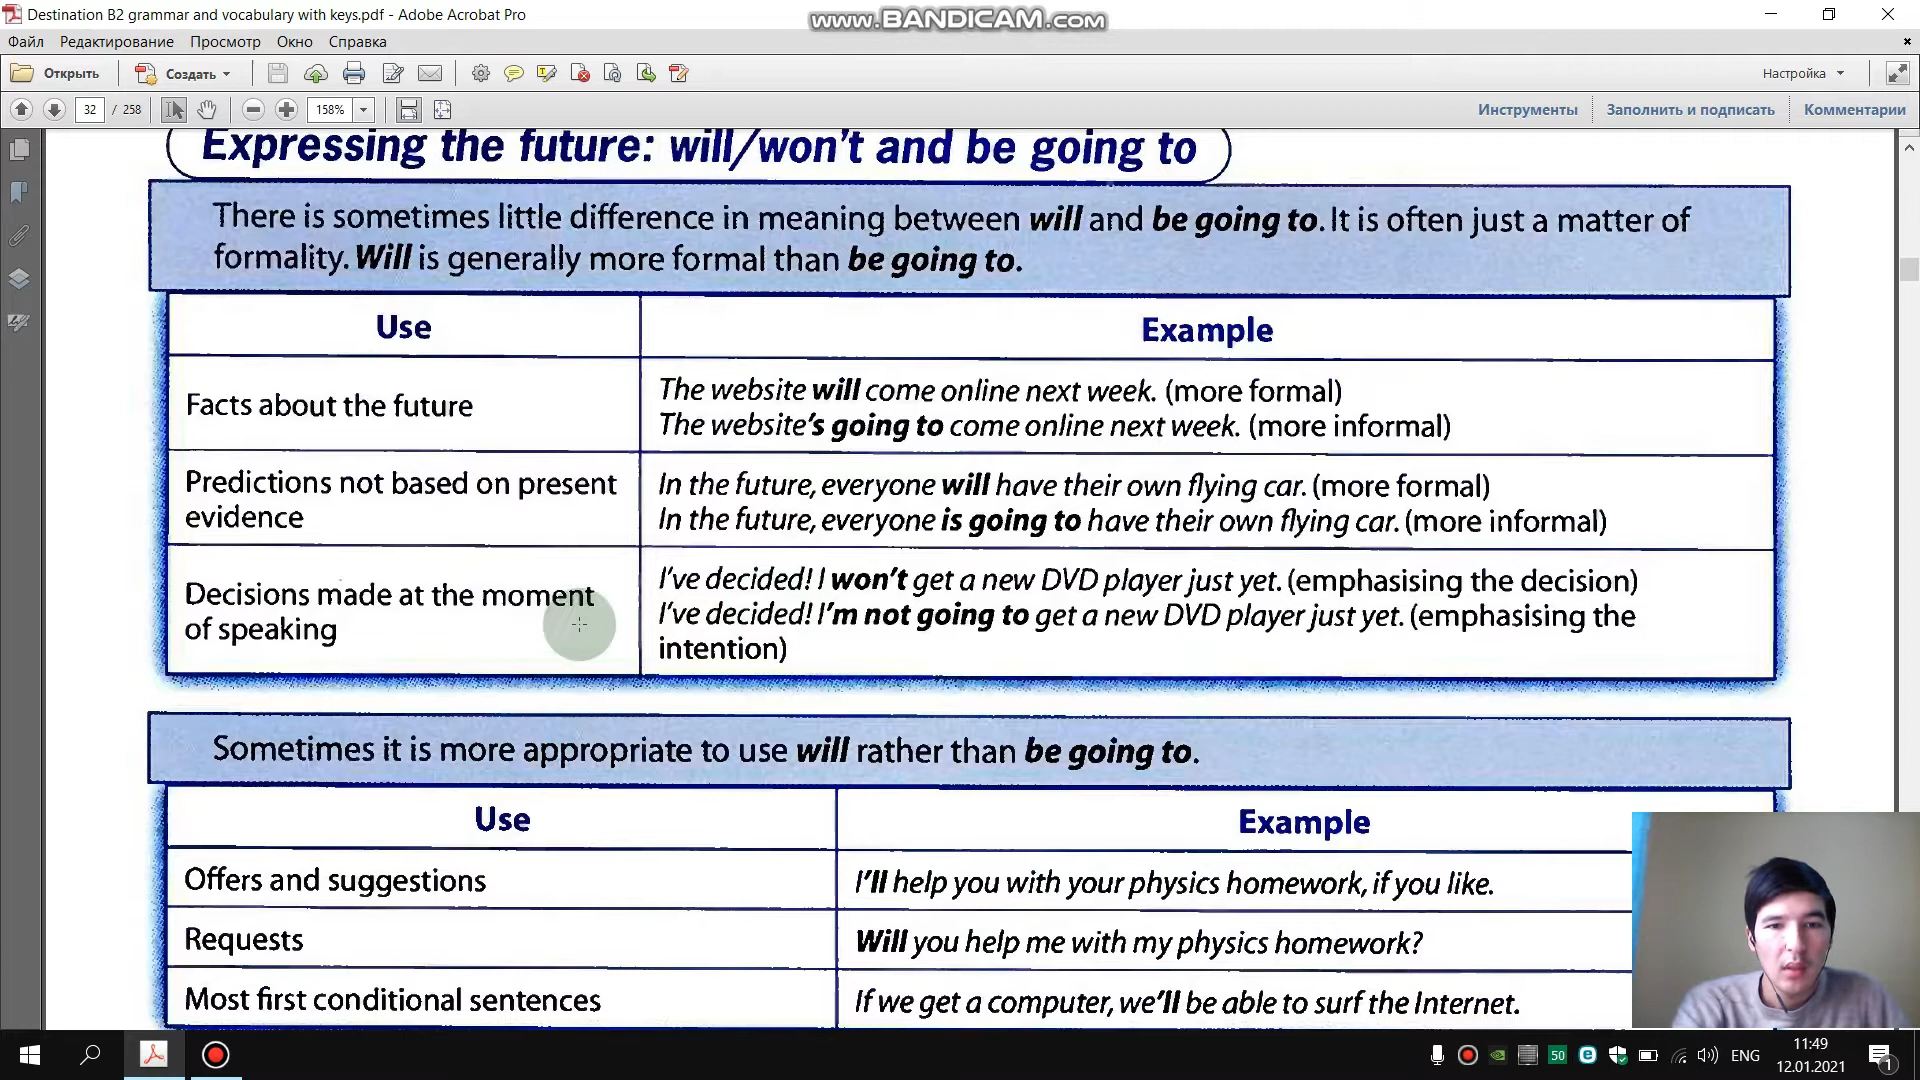 Destination B2 grammar and vocabulary with keys.pdf - Adobe Acrobat Pro
www.BANDICAM.com
Файл Редактирование Просмотр Окно Справка
Открыть Создать Настройка
32 / 258 158% Инструменты Заполнить и подписать Комментарии
Expressing the future: will/won't and be going to
There is sometimes little difference in meaning between will and be going to. It is often just a matter of
formality. Will is generally more formal than be going to.
Use Example
Facts about the future
The website will come online next week. (more formal)
The website's going to come online next week. (more informal)
Predictions not based on present
evidence
In the future, everyone will have their own flying car. (more formal)
In the future, everyone is going to have their own flying car. (more informal)
Decisions made at the moment
of speaking
I've decided! I won't get a new DVD player just yet. (emphasising the decision)
I've decided! I'm not going to get a new DVD player just yet. (emphasising the
intention)
Sometimes it is more appropriate to use will rather than be going to.
Use Example
Offers and suggestions I'll help you with your physics homework, if you like.
Requests Will you help me with my physics homework?
Most first conditional sentences If we get a computer, we'll be able to surf the Internet.
50 ENG 11:49
12.01.2021
1